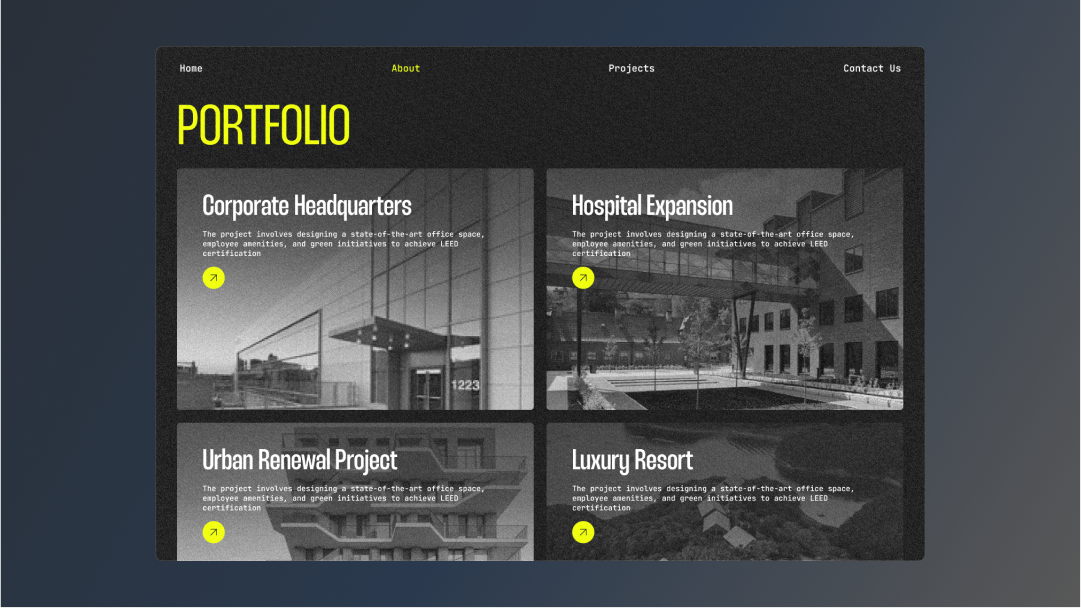 Home
About
Projects
Contact Us
PORTFOLIO
Corporate Headquarters
The project involves designing a state-of-the-art office space,
employee amenities, and green initiatives to achieve LEED
certification
1223
Hospital Expansion
The project involves designing a state-of-the-art office space,
employee amenities, and green initiatives to achieve LEED
certification
Urban Renewal Project
The project involves designing a state-of-the-art office space,
employee amenities, and green initiatives to achieve LEED
certification
Luxury Resort
The project involves designing a state-of-the-art office space,
employee amenities, and green initiatives to achieve LEED
certification